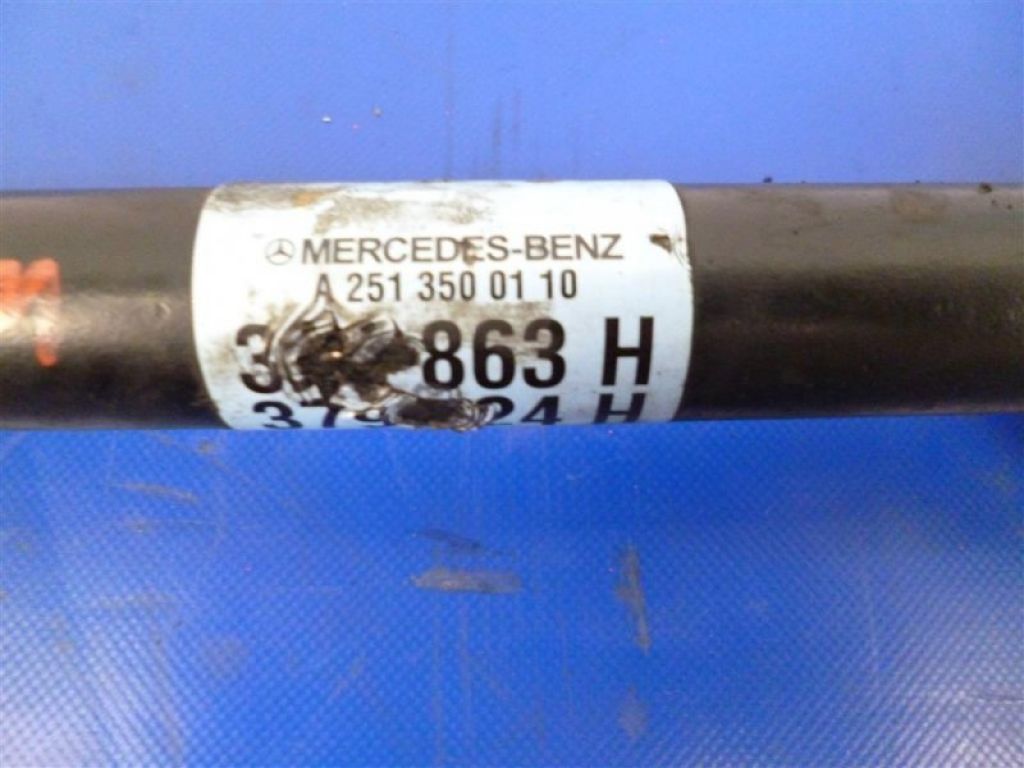 MERCEDES-BENZ
A 251 350 01 10
863 H
H